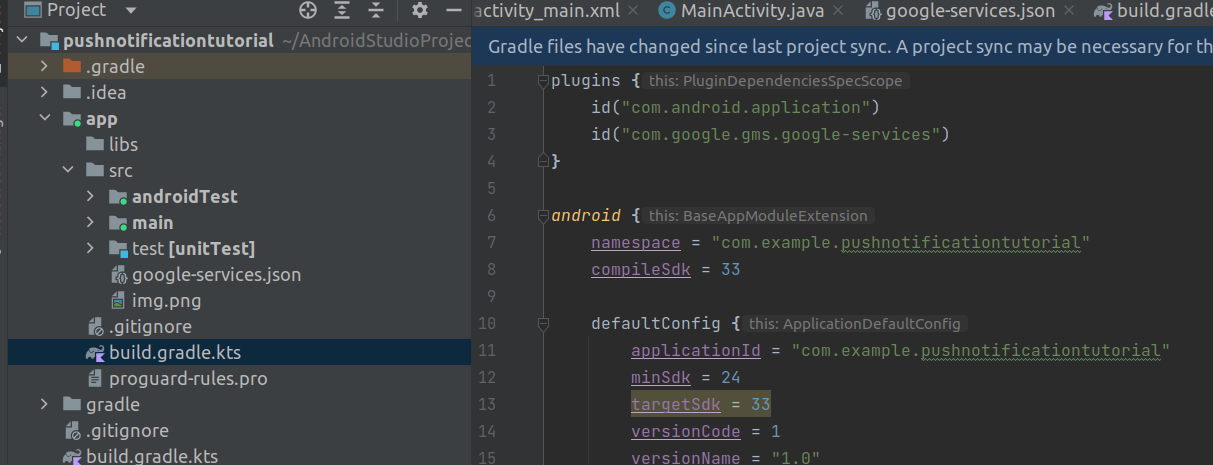 Project
pushnotificationtutorial ~/AndroidStudioProjec
.gradle
.idea
app
libs
src
androidTest
main
test [unitTest]
google-services.json
img.png
.gitignore
build.gradle.kts
proguard-rules.pro
gradle
.gitignore
build.gradle.kts
activity_main.xml
MainActivity.java
google-services.json
build.gradle
Gradle files have changed since last project sync. A project sync may be necessary for th
1 plugins { this: PluginDependenciesSpecScope
2 id("com.android.application")
3 id("com.google.gms.google-services")
4 }
5
6 android { this: BaseAppModuleExtension
7 namespace = "com.example.pushnotificationtutorial"
8 compileSdk = 33
9
10 defaultConfig { this: ApplicationDefaultConfig
11 applicationId = "com.example.pushnotificationtutorial"
12 minSdk = 24
13 targetSdk = 33
14 versionCode = 1
15 versionName = "1.0"